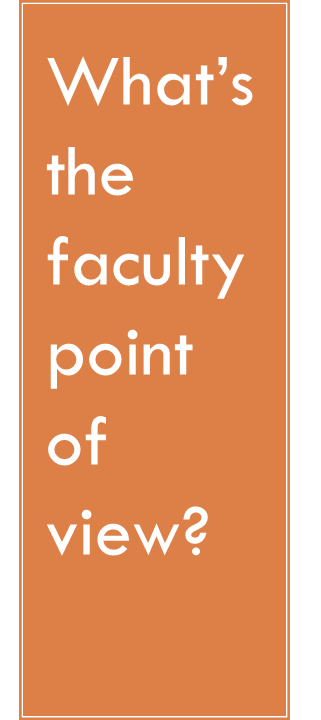 What’s
the
faculty
point
of
view?